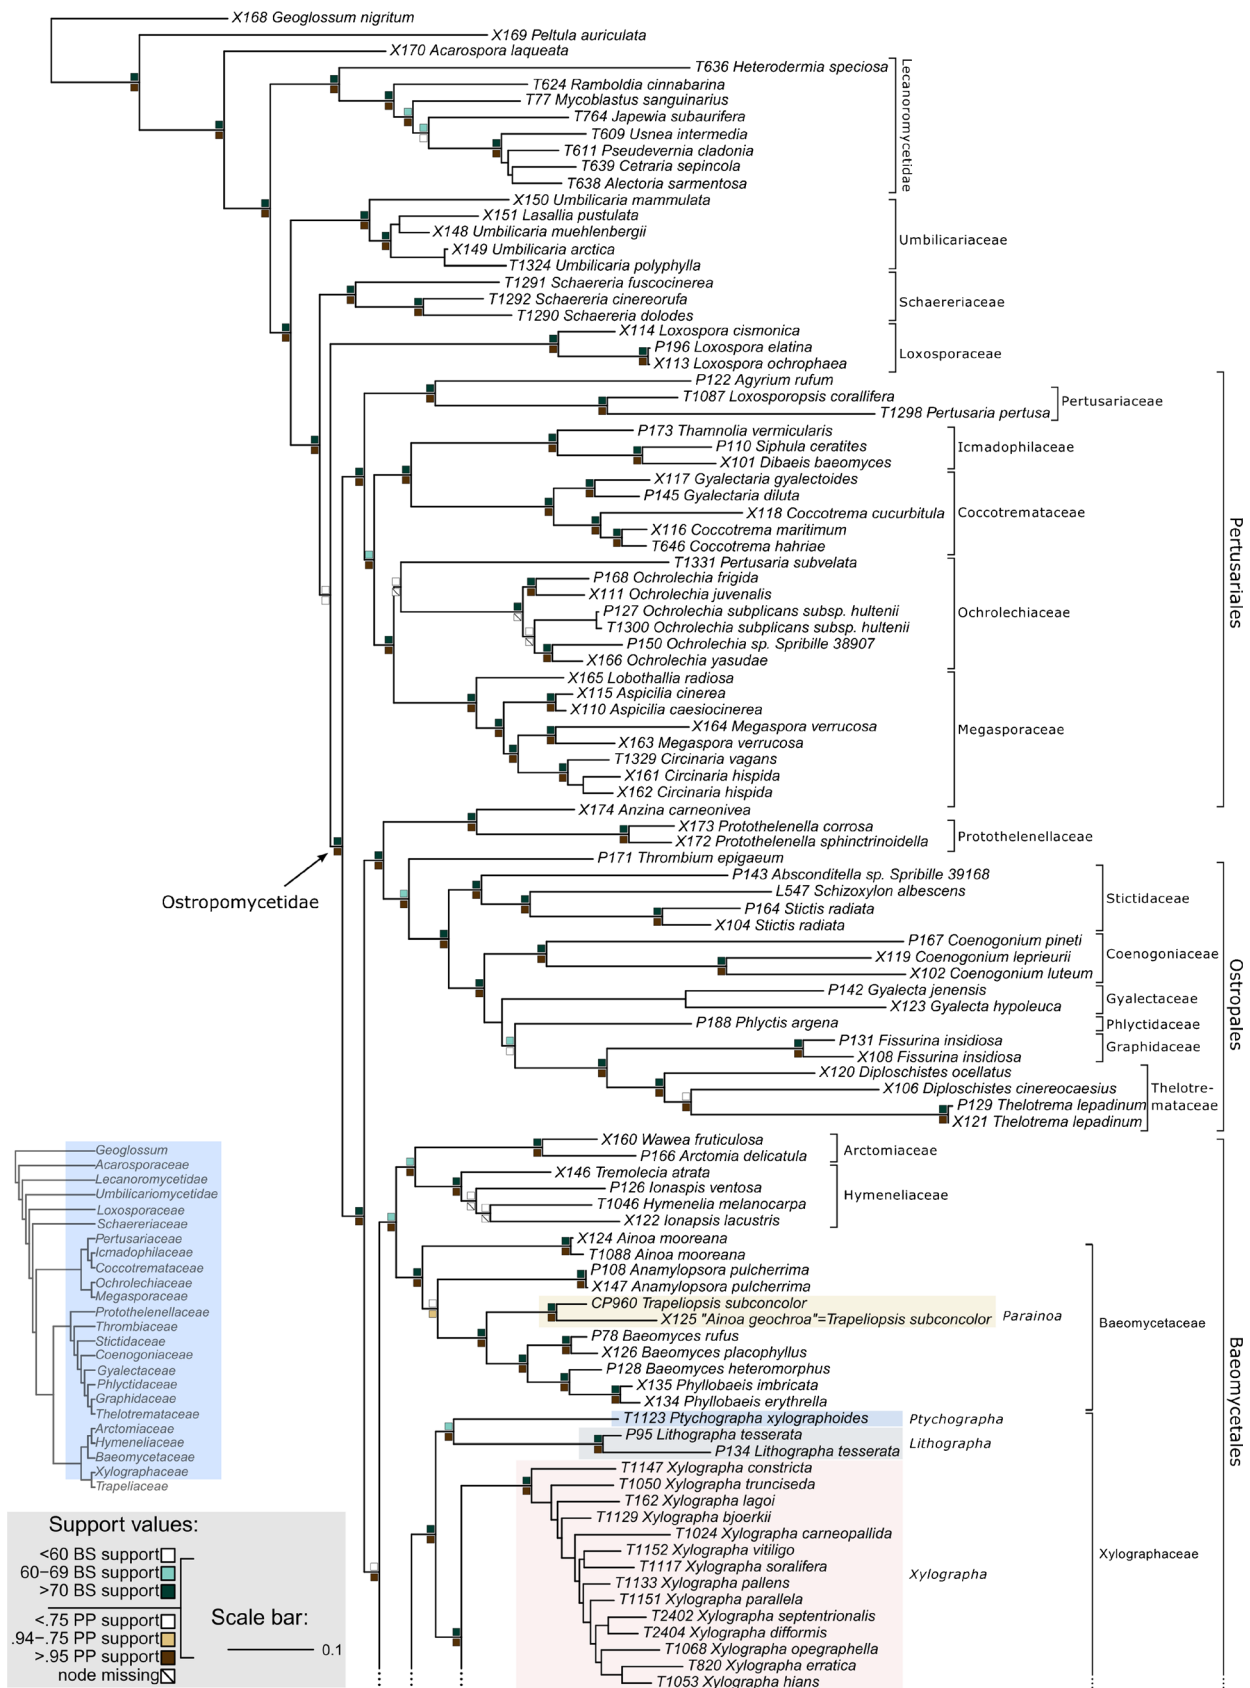 X168 Geoglossum nigritum
X169 Peltula auriculata
X170 Acarospora laqueata
T636 Heterodermia speciosa
T624 Ramboldia cinnabarina
T77 Mycoblastus sanguinarius
T764 Japewia subaurifera
T609 Usnea intermedia
T611 Pseudevernia cladonia
T639 Cetraria sepincola
T638 Alectoria sarmentosa
Lecanoromycetidae
X150 Umbilicaria mammulata
X151 Lasallia pustulata
X148 Umbilicaria muehlenbergii
X149 Umbilicaria arctica
T1324 Umbilicaria polyphylla
Umbilicariaceae
T1291 Schaereria fuscocinerea
T1292 Schaereria cinereorufa
T1290 Schaereria dolodes
Schaereriaceae
X114 Loxospora cismonica
P196 Loxospora elatina
X113 Loxospora ochrophaea
Loxosporaceae
P122 Agyrium rufum
T1087 Loxosporopsis corallifera
T1298 Pertusaria pertusa
Pertusariaceae
P173 Thamnolia vermicularis
P110 Siphula ceratites
X101 Dibaeis baeomyces
Icmadophilaceae
X117 Gyalectaria gyalectoides
P145 Gyalectaria diluta
X118 Coccotrema cucurbitula
X116 Coccotrema maritimum
T646 Coccotrema hahriae
Coccotremataceae
T1331 Pertusaria subvelata
P168 Ochrolechia frigida
X111 Ochrolechia juvenalis
P127 Ochrolechia subplicans subsp. hultenii
T1300 Ochrolechia subplicans subsp. hultenii
P150 Ochrolechia sp. Spribille 38907
X166 Ochrolechia yasudae
Ochrolechiaceae
X165 Lobothallia radiosa
X115 Aspicilia cinerea
X110 Aspicilia caesiocinerea
X164 Megaspora verrucosa
X163 Megaspora verrucosa
T1329 Circinaria vagans
X161 Circinaria hispida
X162 Circinaria hispida
Megasporaceae
Pertusariales
X174 Anzina carneonivea
X173 Protothelenella corrosa
X172 Protothelenella sphinctrinoidella
Protothelenellaceae
Ostropomycetidae
P171 Thrombium epigaeum
P143 Absconditella sp. Spribille 39168
L547 Schizoxylon albescens
P164 Stictis radiata
X104 Stictis radiata
Stictidaceae
P167 Coenogonium pineti
X119 Coenogonium leprieurii
X102 Coenogonium luteum
Coenogoniaceae
P142 Gyalecta jenensis
X123 Gyalecta hypoleuca
Gyalectaceae
P188 Phlyctis argena
Phlyctidaceae
P131 Fissurina insidiosa
X108 Fissurina insidiosa
Graphidaceae
X120 Diploschistes ocellatus
X106 Diploschistes cinereocaesius
P129 Thelotrema lepadinum
X121 Thelotrema lepadinum
Thelotre-
mataceae
Ostropales
X160 Wawea fruticulosa
P166 Arctomia delicatula
Arctomiaceae
X146 Tremolecia atrata
P126 Ionaspis ventosa
T1046 Hymenelia melanocarpa
X122 Ionapsis lacustris
Hymeneliaceae
X124 Ainoa mooreana
T1088 Ainoa mooreana
P108 Anamylopsora pulcherrima
X147 Anamylopsora pulcherrima
CP960 Trapeliopsis subconcolor
X125 "Ainoa geochroa"=Trapeliopsis subconcolor
Parainoa
P78 Baeomyces rufus
X126 Baeomyces placophyllus
P128 Baeomyces heteromorphus
X135 Phyllobaeis imbricata
X134 Phyllobaeis erythrella
Baeomycetaceae
T1123 Ptychographa xylographoides
Ptychographa
P95 Lithographa tesserata
P134 Lithographa tesserata
Lithographa
T1147 Xylographa constricta
T1050 Xylographa trunciseda
T162 Xylographa lagoi
T1129 Xylographa bjoerkii
T1024 Xylographa carneopallida
T1152 Xylographa vitiligo
T1117 Xylographa soralifera
T1133 Xylographa pallens
T1151 Xylographa parallela
T2402 Xylographa septentrionalis
T2404 Xylographa difformis
T1068 Xylographa opegraphella
T820 Xylographa erratica
T1053 Xylographa hians
Xylographa
Xylographaceae
Baeomycetales
Geoglossum
Acarosporaceae
Lecanoromycetidae
Umbilicariomycetidae
Loxosporaceae
Schaereriaceae
Pertusariaceae
Icmadophilaceae
Coccotremataceae
Ochrolechiaceae
Megasporaceae
Protothelenellaceae
Thrombiaceae
Stictidaceae
Coenogoniaceae
Gyalectaceae
Phlyctidaceae
Graphidaceae
Thelotremataceae
Arctomiaceae
Hymeneliaceae
Baeomycetaceae
Xylographaceae
Trapeliaceae
Support values:
<60 BS support
60–69 BS support
>70 BS support
<.75 PP support
.94–.75 PP support
>.95 PP support
node missing
Scale bar:
0.1